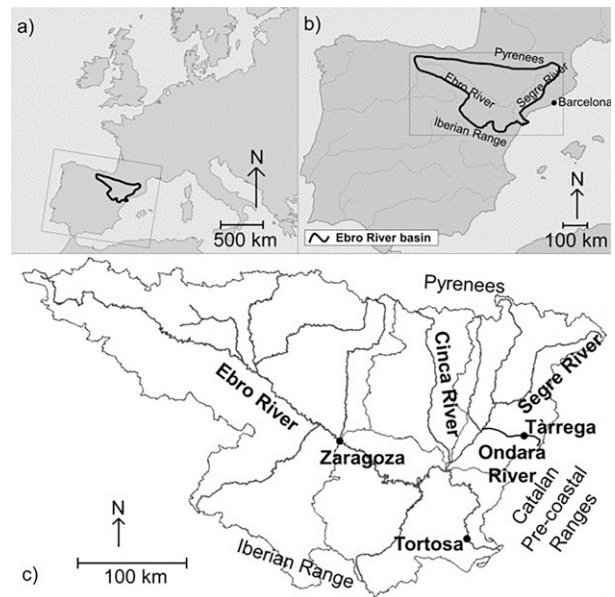 a)
N
500 km
b)
Pyrenees
Ebro River
Segre River
Barcelona
Iberian Range
N
Ebro River basin
100 km
Pyrenees
Ebro River
Cinca River
Segre River
Tàrrega
Zaragoza
Ondara
River
Catalan
Pre-coastal
Ranges
N
Tortosa
Iberian Range
c)
100 km